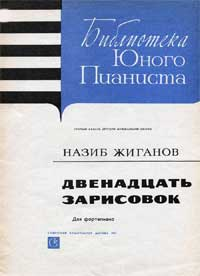 Библиотека
Юного
Пианиста
НАЗИБ ЖИГАНОВ
ДВЕНАДЦАТЬ
ЗАРИСОВОК
Для фортепиано